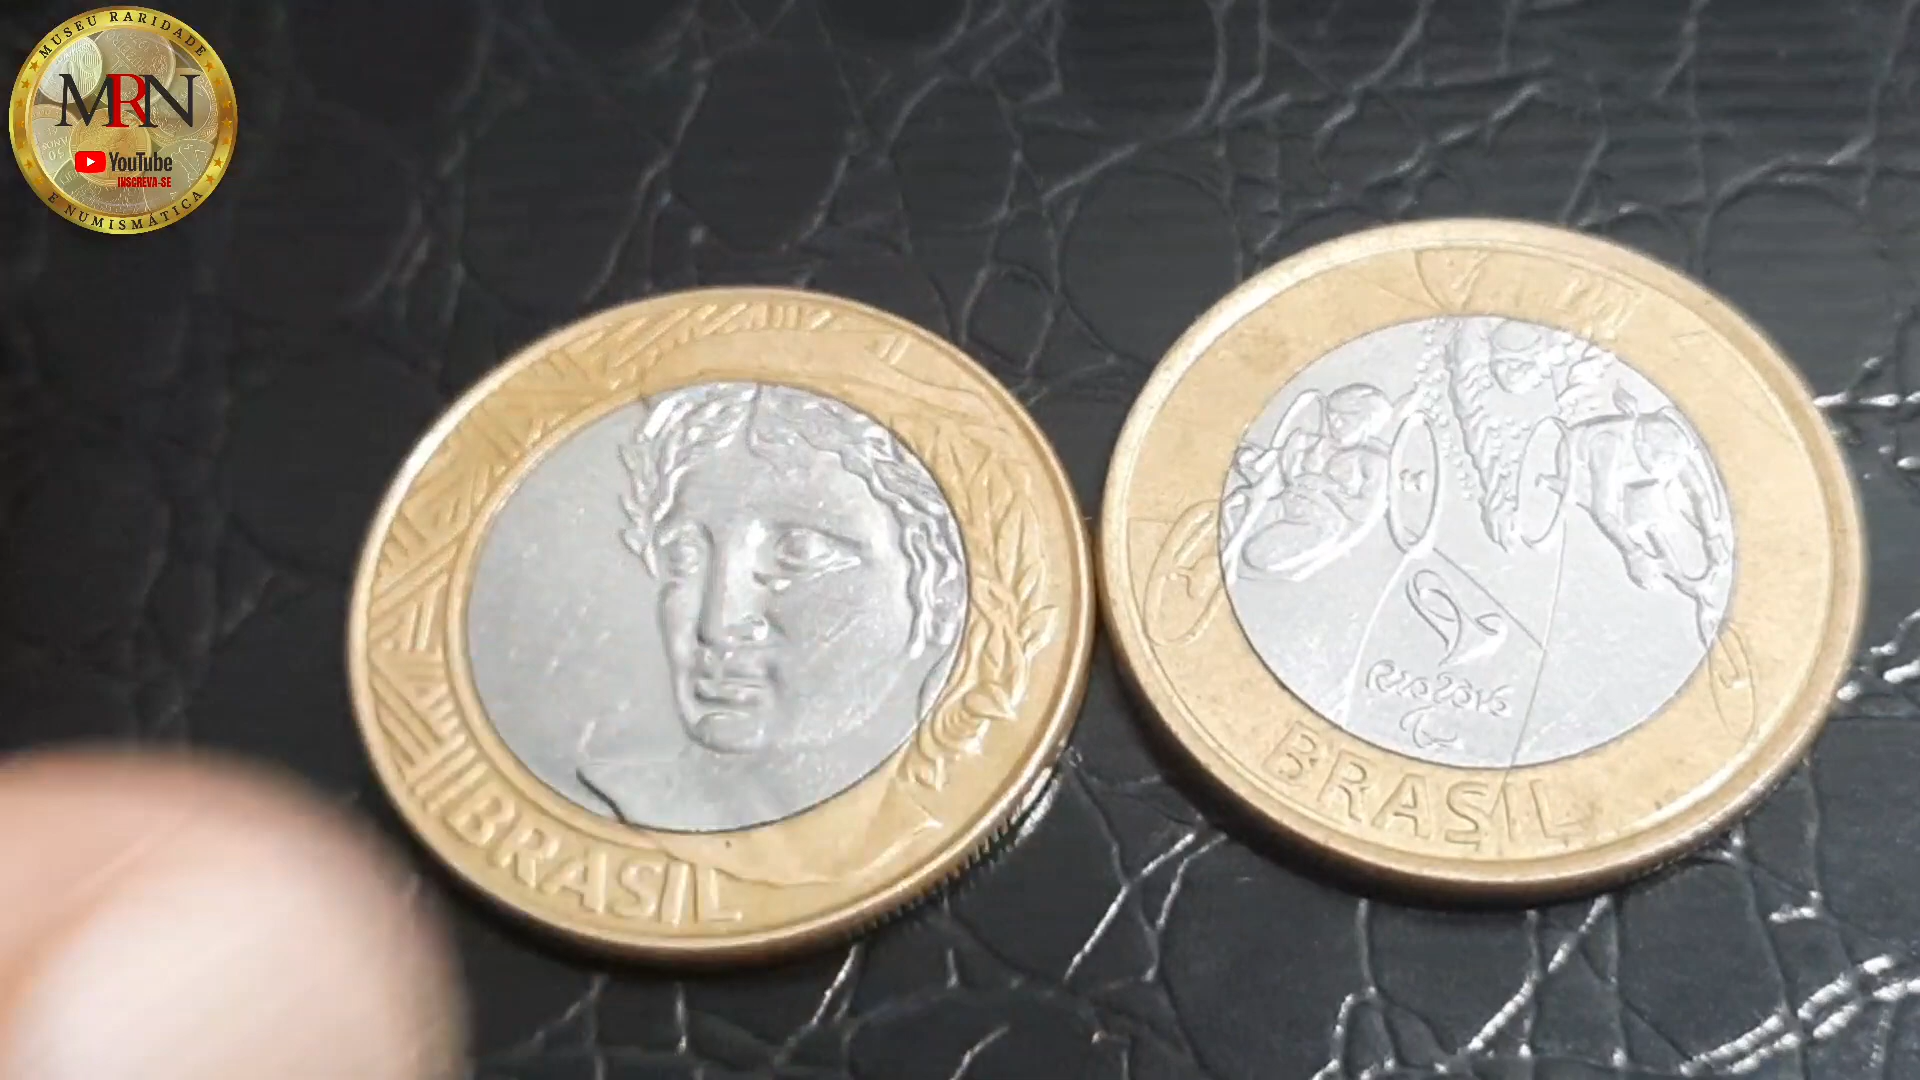 MUSEU RARIDADE
MRN
YouTube
INSCREVA-SE
E NUMISMÁTICA
BRASIL
RIO2016
BRASIL